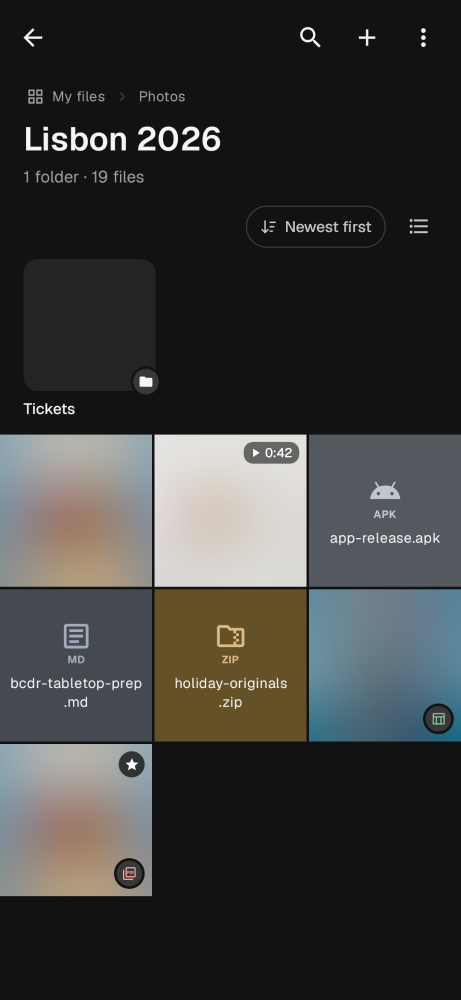 My files
Photos
Lisbon 2026
1 folder · 19 files
Newest first
Tickets
0:42
APK
app-release.apk
MD
bcdr-tabletop-prep
.md
ZIP
holiday-originals
.zip